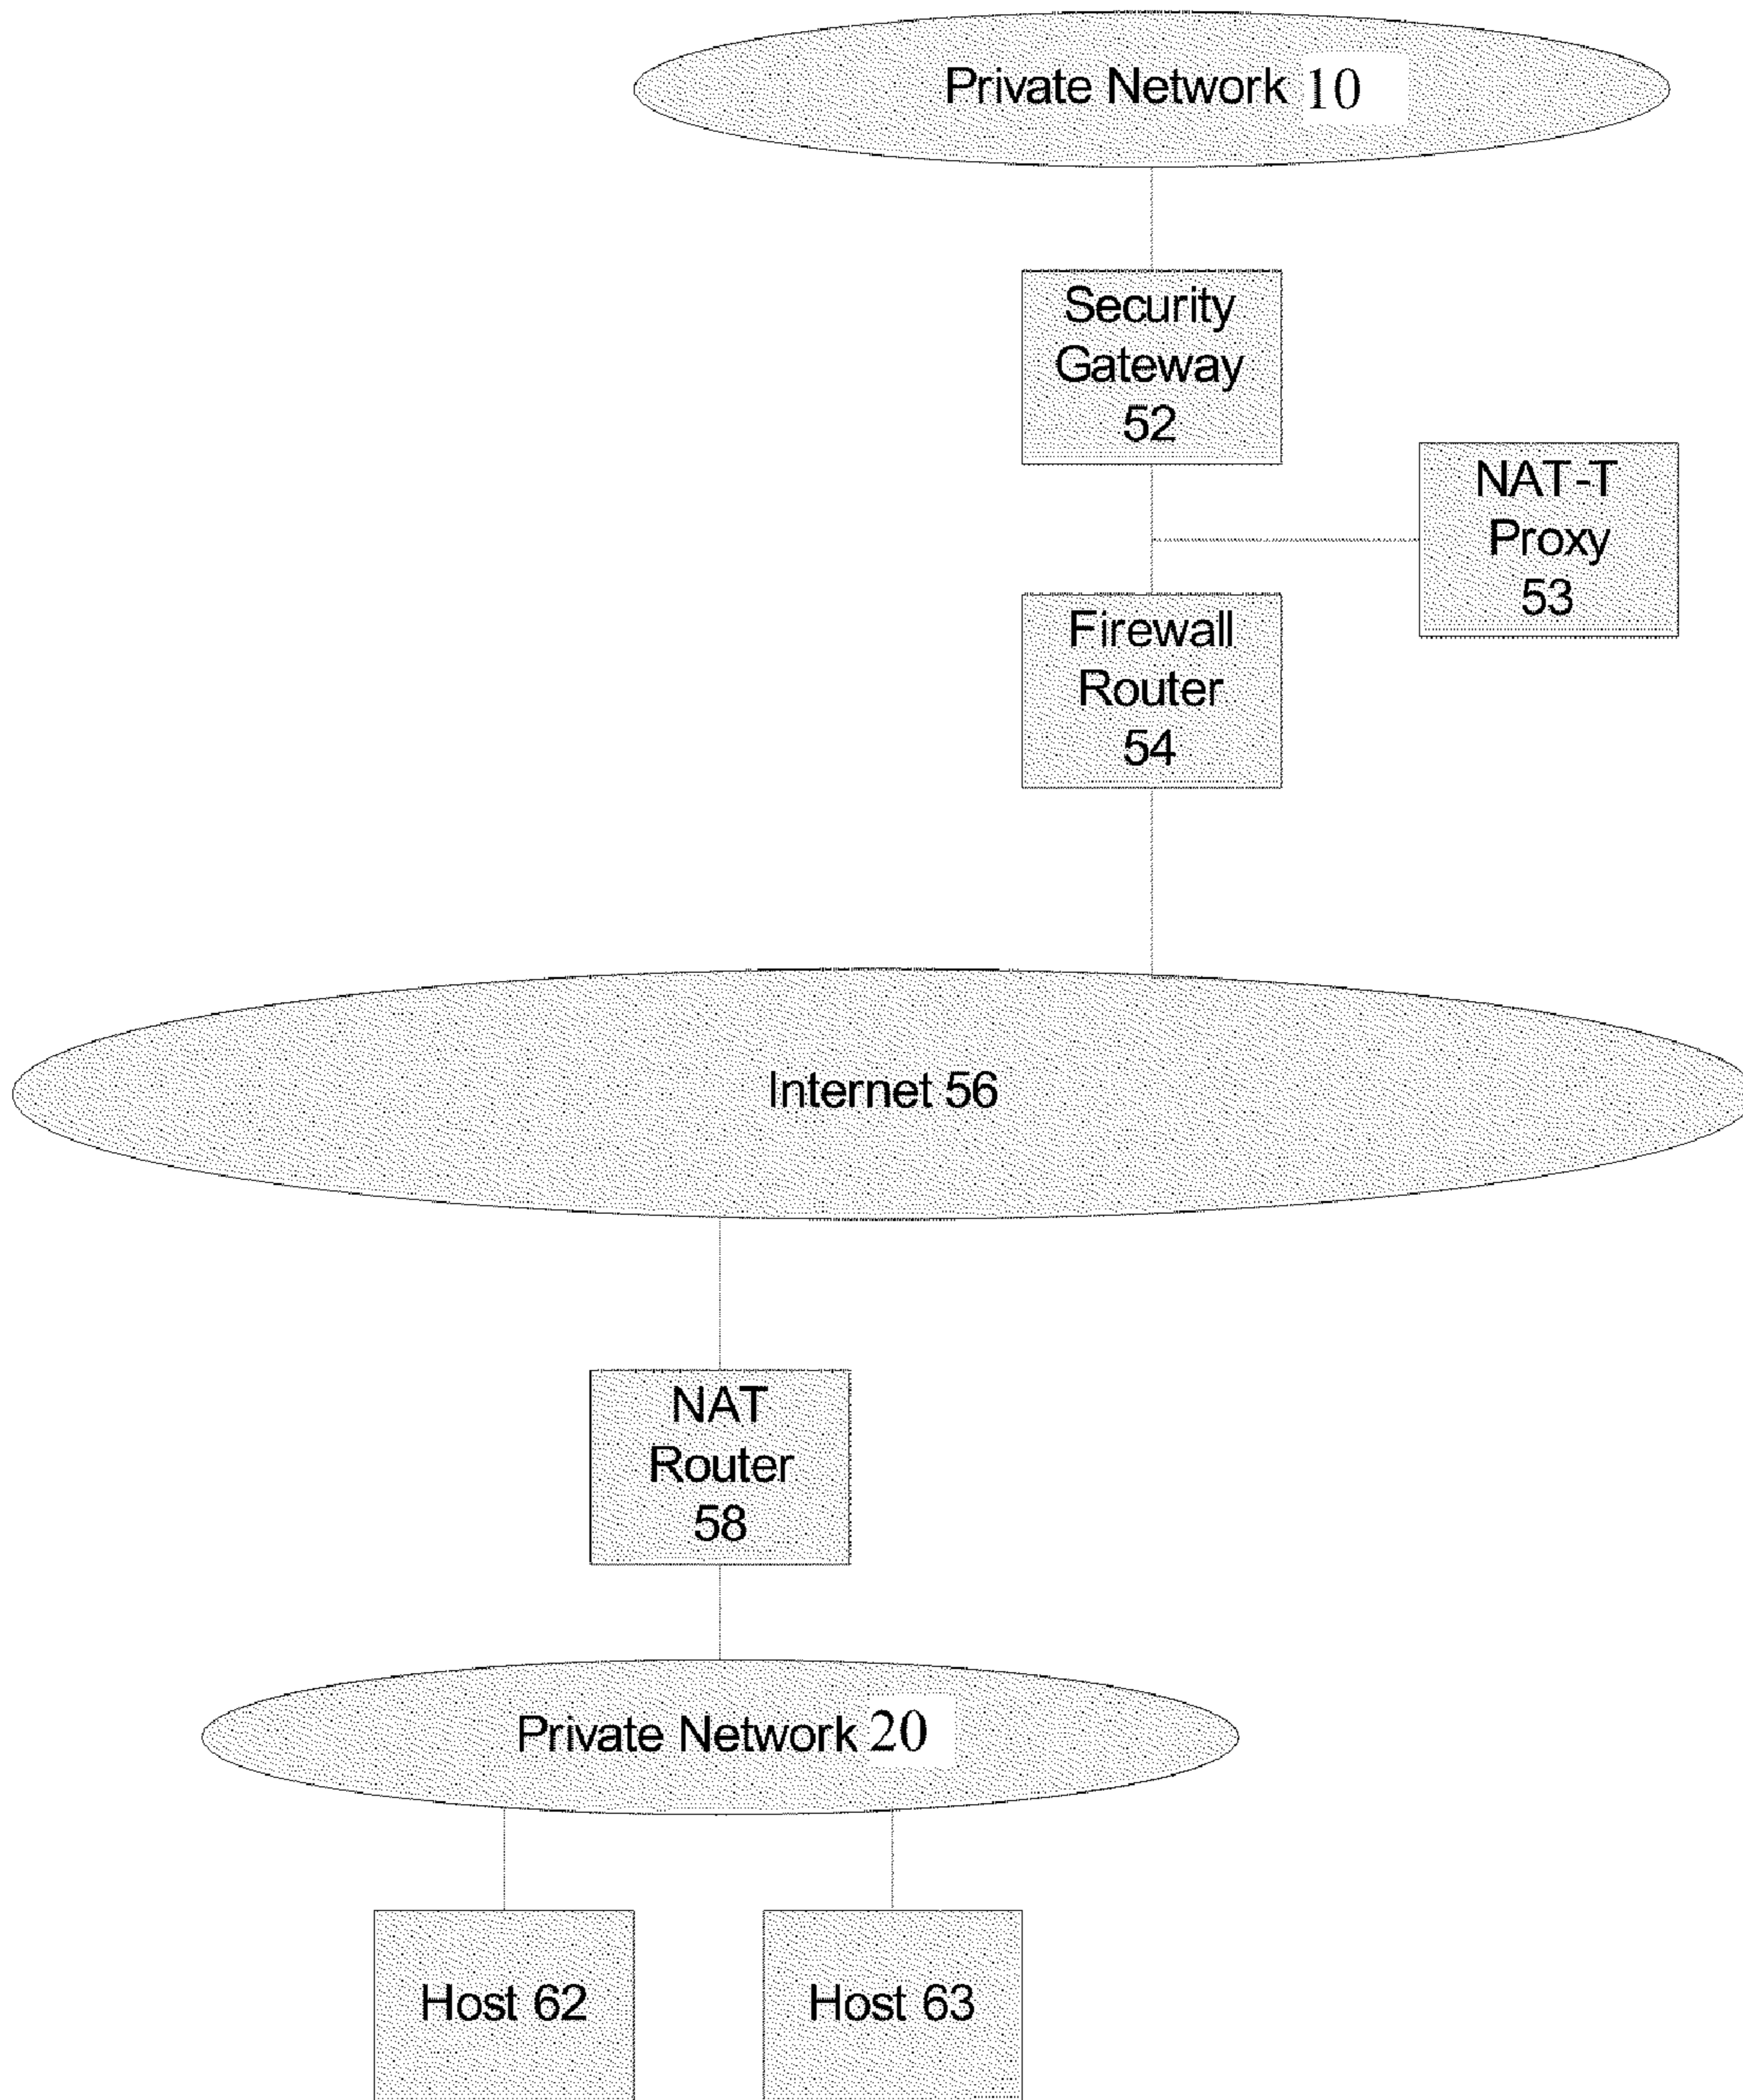 Private Network 10
Security
Gateway
52
NAT-T
Proxy
53
Firewall
Router
54
Internet 56
NAT
Router
58
Private Network 20
Host 62
Host 63